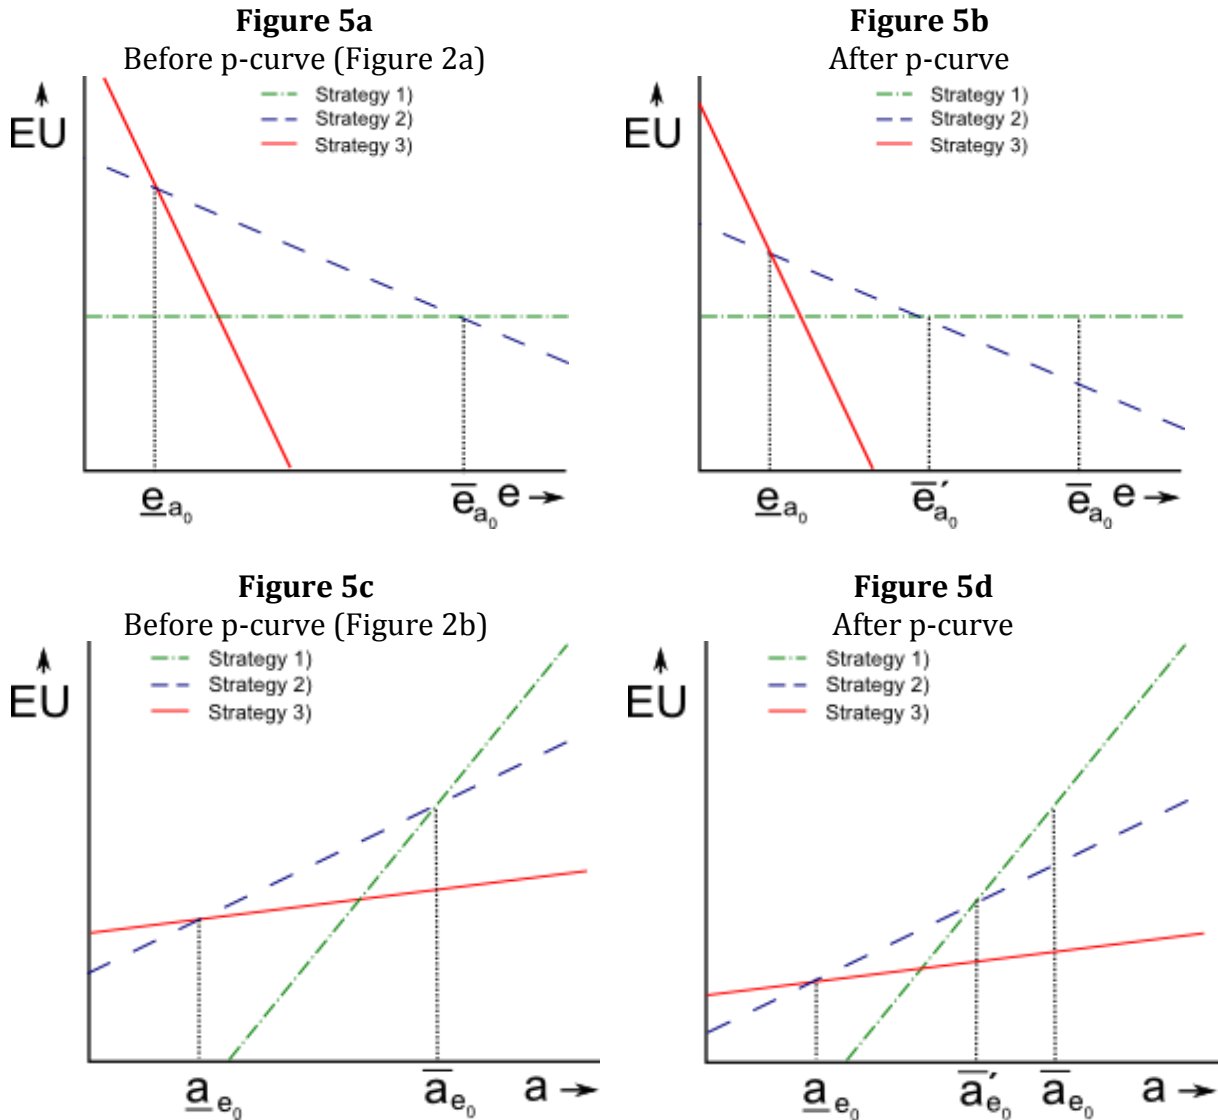 Figure 5a
Before p-curve (Figure 2a)
EU
Strategy 1)
Strategy 2)
Strategy 3)
e̲a₀
e̅a₀
e →
Figure 5b
After p-curve
EU
Strategy 1)
Strategy 2)
Strategy 3)
e̲a₀
e̅′a₀
e̅a₀
e →
Figure 5c
Before p-curve (Figure 2b)
EU
Strategy 1)
Strategy 2)
Strategy 3)
a̲e₀
a̅e₀
a →
Figure 5d
After p-curve
EU
Strategy 1)
Strategy 2)
Strategy 3)
a̲e₀
a̅′e₀
a̅e₀
a →